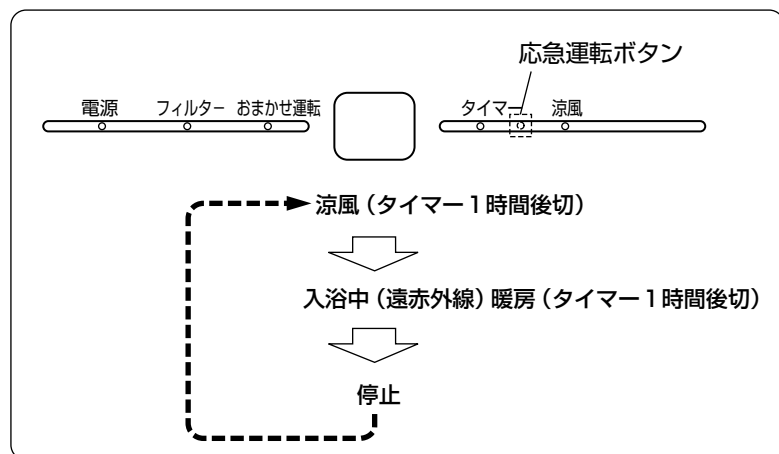 応急運転ボタン
電源 フィルター おまかせ運転 タイマー 涼風
涼風（タイマー１時間後切）
入浴中（遠赤外線）暖房（タイマー１時間後切）
停止